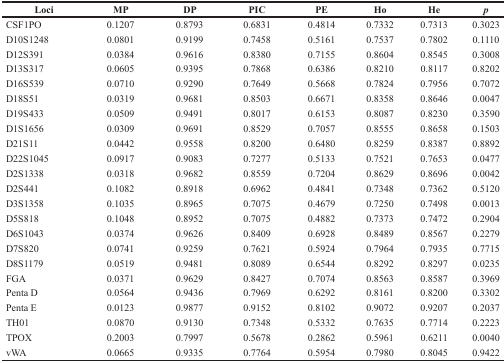 Loci MP DP PIC PE Ho He p
CSF1PO 0.1207 0.8793 0.6831 0.4814 0.7332 0.7313 0.3023
D10S1248 0.0801 0.9199 0.7458 0.5161 0.7537 0.7802 0.1110
D12S391 0.0384 0.9616 0.8380 0.7155 0.8604 0.8545 0.3008
D13S317 0.0605 0.9395 0.7868 0.6386 0.8210 0.8117 0.8202
D16S539 0.0710 0.9290 0.7649 0.5668 0.7824 0.7956 0.7072
D18S51 0.0319 0.9681 0.8503 0.6671 0.8358 0.8646 0.0047
D19S433 0.0509 0.9491 0.8017 0.6153 0.8087 0.8230 0.3590
D1S1656 0.0309 0.9691 0.8529 0.7057 0.8555 0.8658 0.1503
D21S11 0.0442 0.9558 0.8200 0.6480 0.8259 0.8387 0.8892
D22S1045 0.0917 0.9083 0.7277 0.5133 0.7521 0.7653 0.0477
D2S1338 0.0318 0.9682 0.8559 0.7204 0.8629 0.8696 0.0042
D2S441 0.1082 0.8918 0.6962 0.4841 0.7348 0.7362 0.5120
D3S1358 0.1035 0.8965 0.7075 0.4679 0.7250 0.7498 0.0013
D5S818 0.1048 0.8952 0.7075 0.4882 0.7373 0.7472 0.2904
D6S1043 0.0374 0.9626 0.8409 0.6928 0.8489 0.8567 0.2279
D7S820 0.0741 0.9259 0.7621 0.5924 0.7964 0.7935 0.7715
D8S1179 0.0519 0.9481 0.8089 0.6544 0.8292 0.8297 0.0235
FGA 0.0371 0.9629 0.8427 0.7074 0.8563 0.8587 0.3969
Penta D 0.0564 0.9436 0.7969 0.6292 0.8161 0.8200 0.3302
Penta E 0.0123 0.9877 0.9152 0.8102 0.9072 0.9207 0.2037
TH01 0.0870 0.9130 0.7348 0.5332 0.7635 0.7714 0.2223
TPOX 0.2003 0.7997 0.5678 0.2862 0.5961 0.6211 0.0040
vWA 0.0665 0.9335 0.7764 0.5954 0.7980 0.8045 0.9422